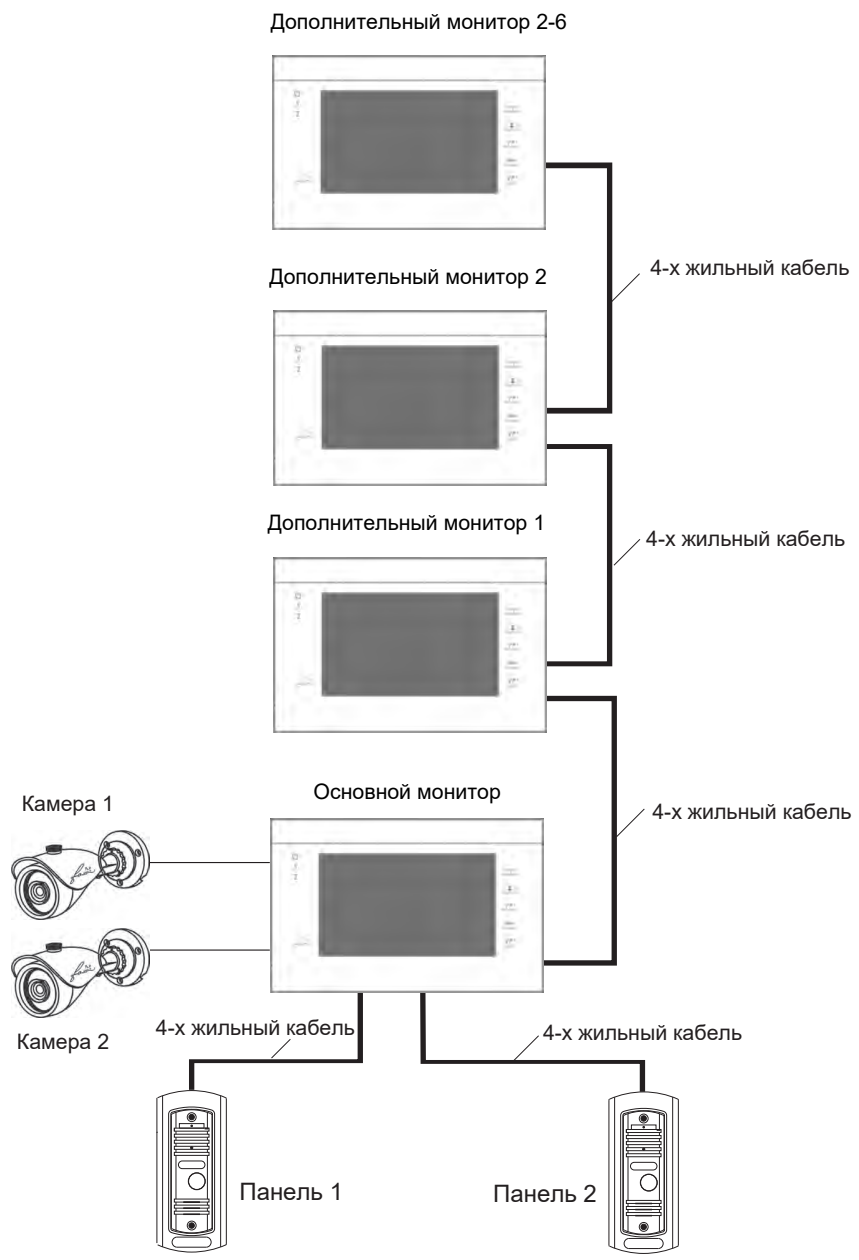 Дополнительный монитор 2-6
4-х жильный кабель
Дополнительный монитор 2
Дополнительный монитор 1
4-х жильный кабель
Основной монитор
Камера 1
4-х жильный кабель
4-х жильный кабель
4-х жильный кабель
Камера 2
Панель 1
Панель 2